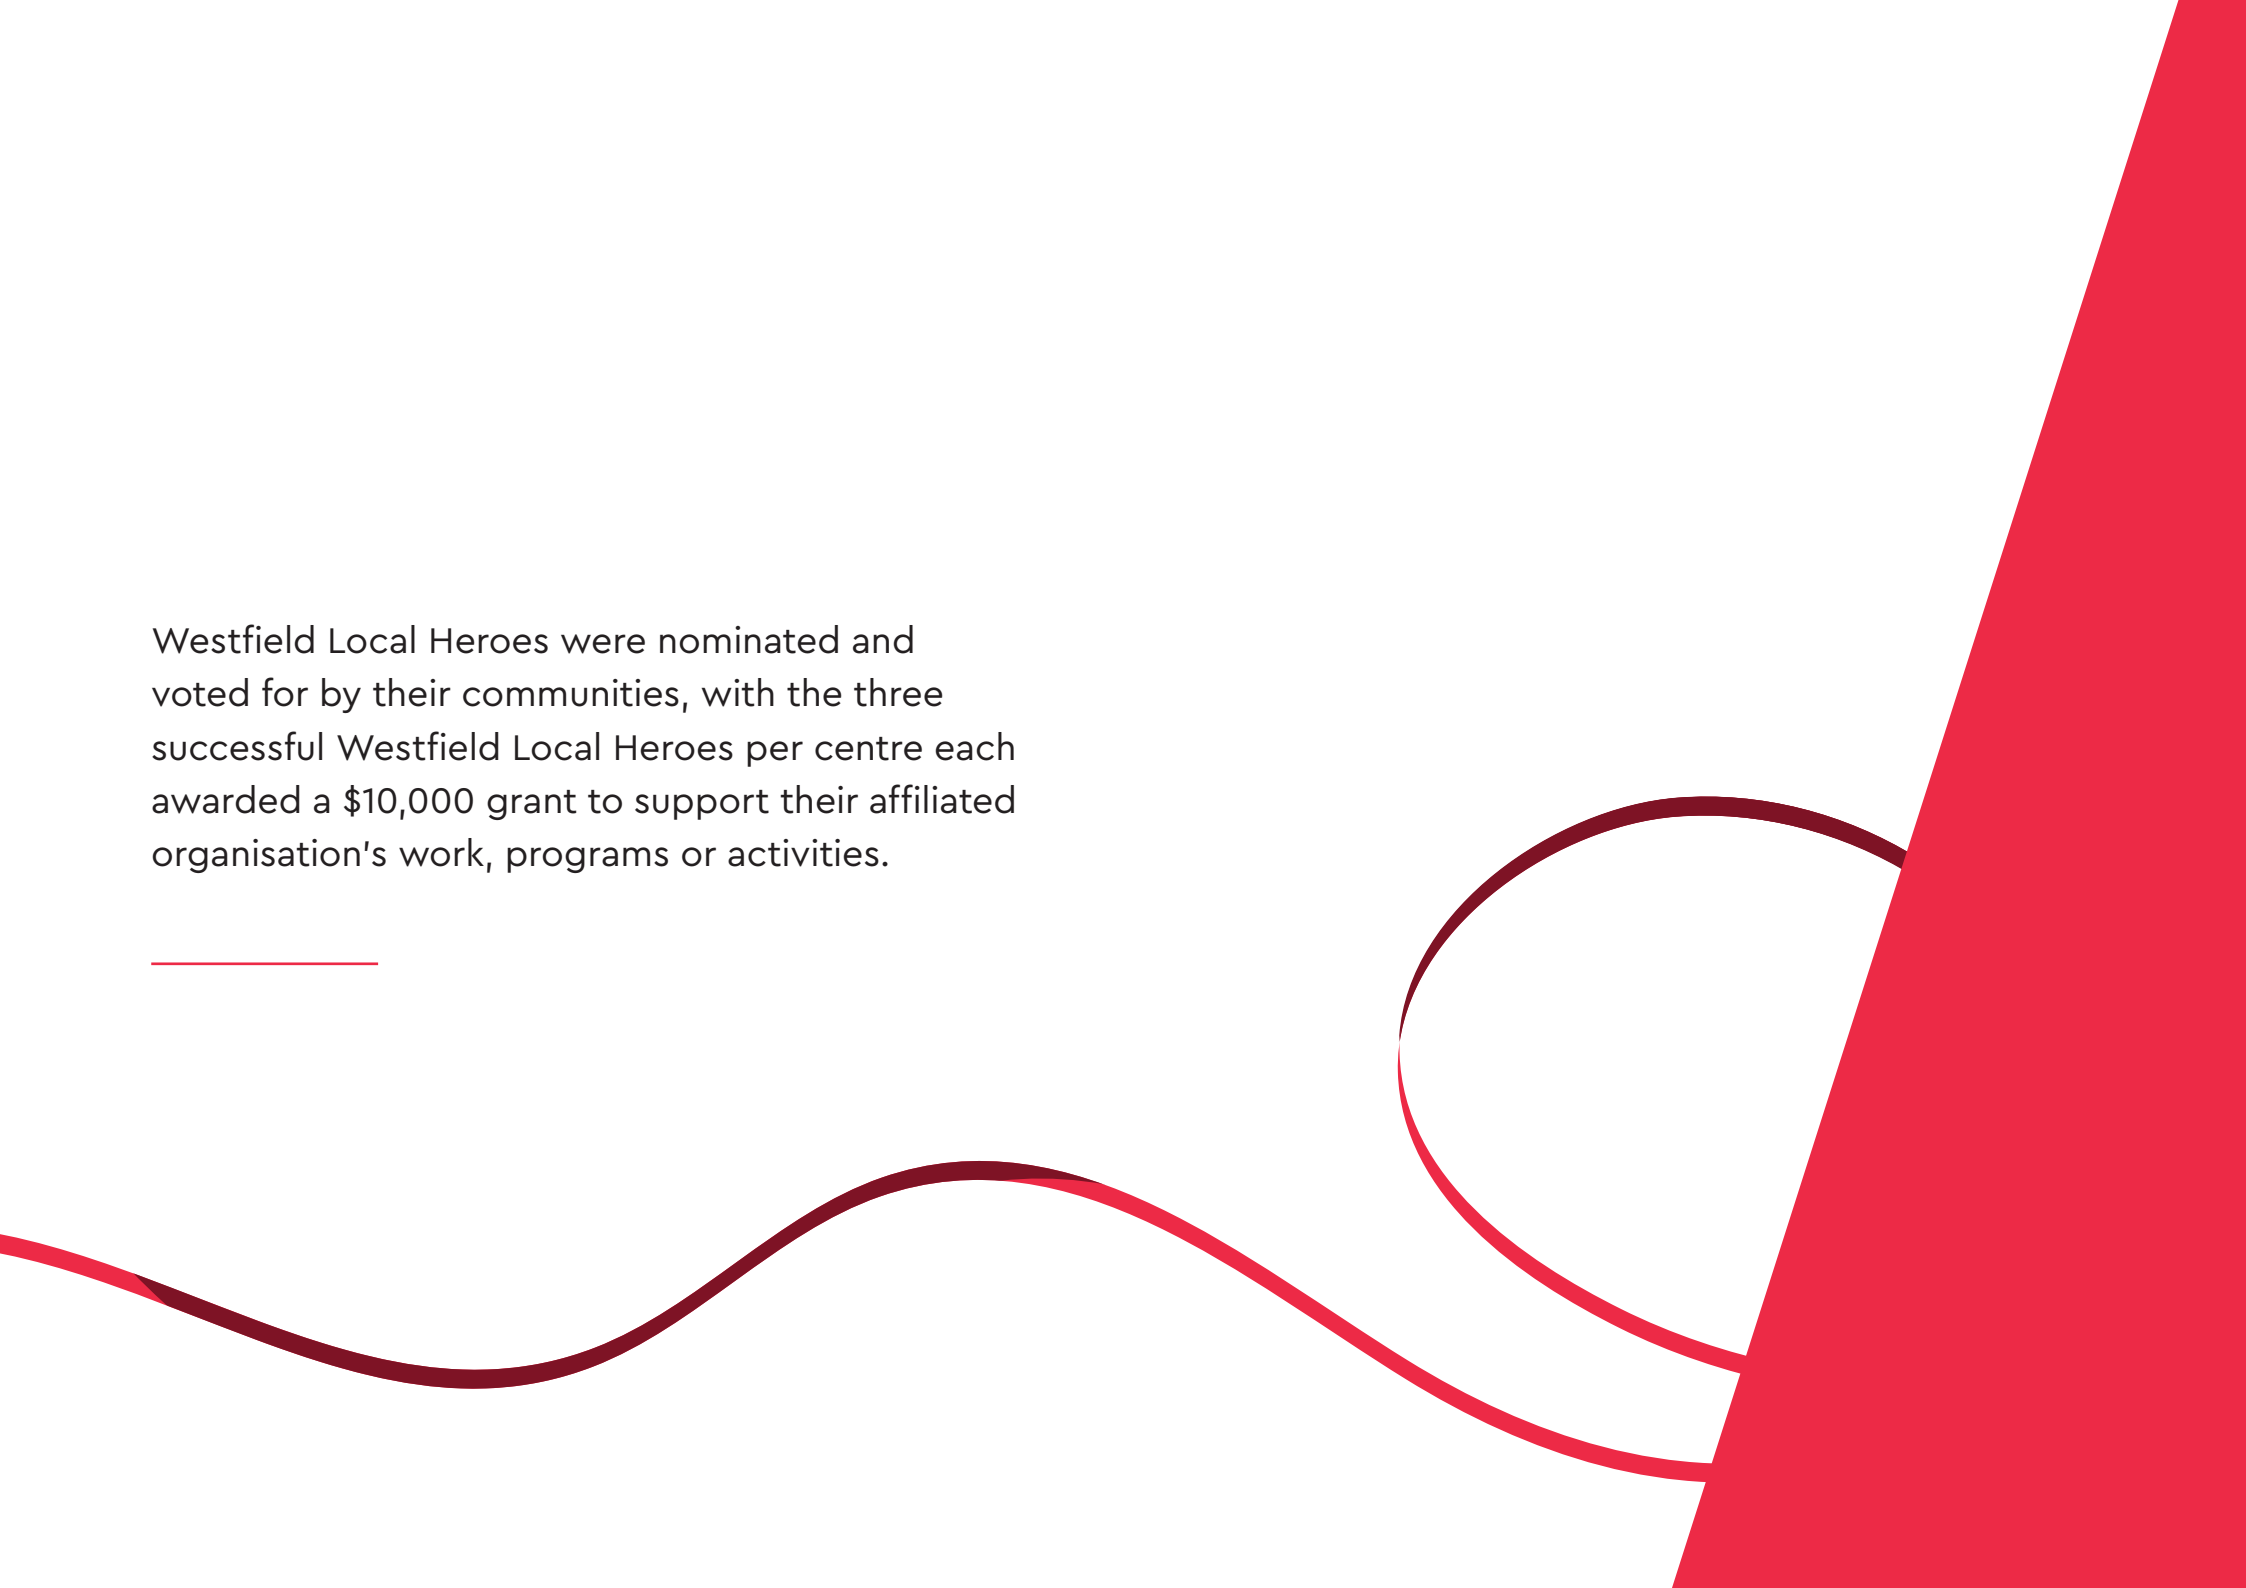 Westfield Local Heroes were nominated and
voted for by their communities, with the three
successful Westfield Local Heroes per centre each
awarded a $10,000 grant to support their affiliated
organisation’s work, programs or activities.